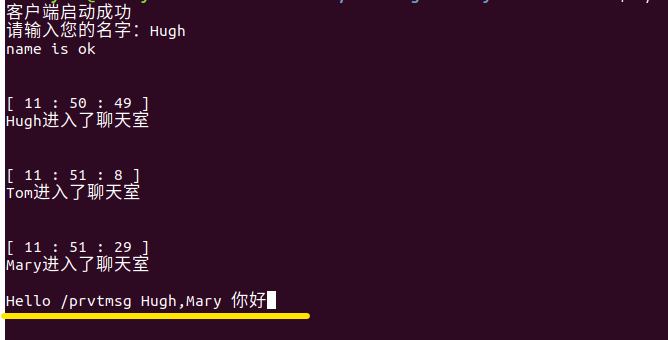 客户端启动成功
请输入您的名字：Hugh
name is ok
[ 11 : 50 : 49 ]
Hugh进入了聊天室
[ 11 : 51 : 8 ]
Tom进入了聊天室
[ 11 : 51 : 29 ]
Mary进入了聊天室
Hello /prvtmsg Hugh,Mary 你好